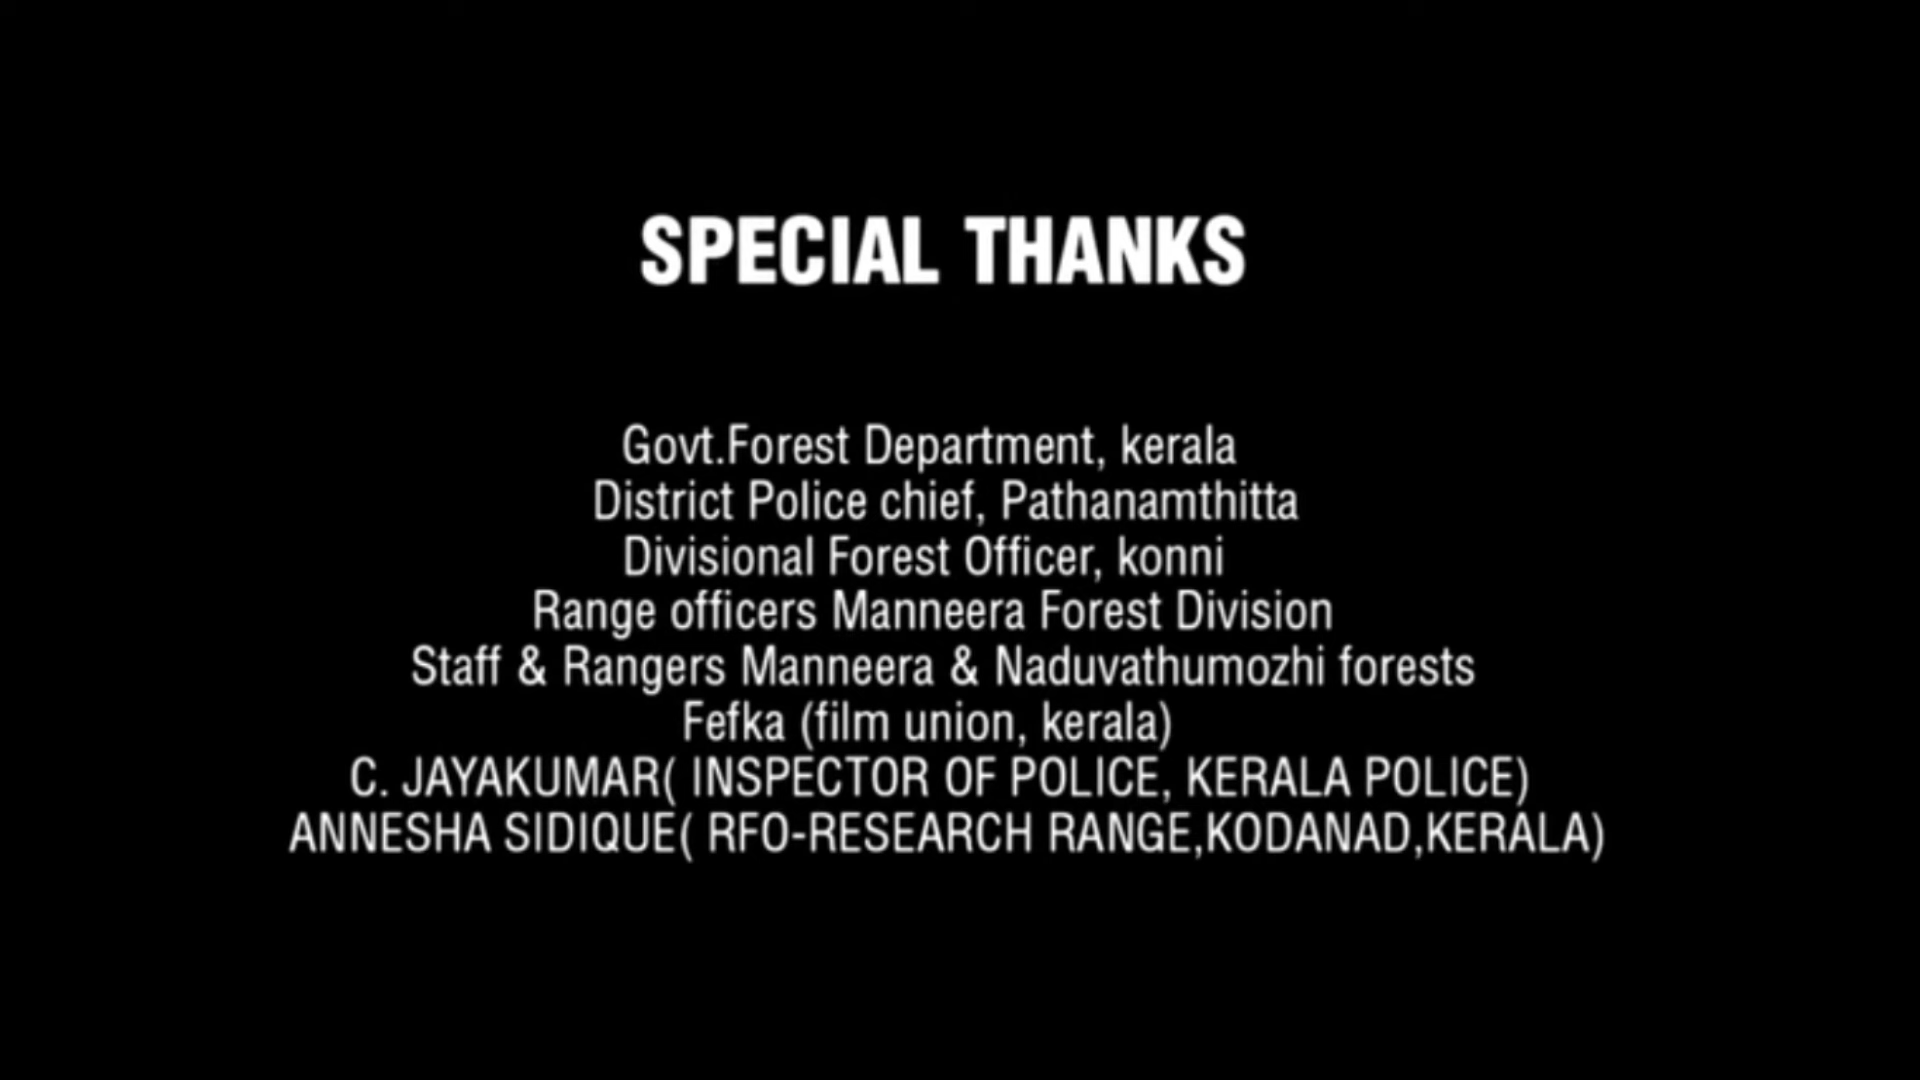 SPECIAL THANKS
Govt.Forest Department, kerala
District Police chief, Pathanamthitta
Divisional Forest Officer, konni
Range officers Manneera Forest Division
Staff & Rangers Manneera & Naduvathumozhi forests
Fefka (film union, kerala)
C. JAYAKUMAR( INSPECTOR OF POLICE, KERALA POLICE)
ANNESHA SIDIQUE( RFO-RESEARCH RANGE,KODANAD,KERALA)